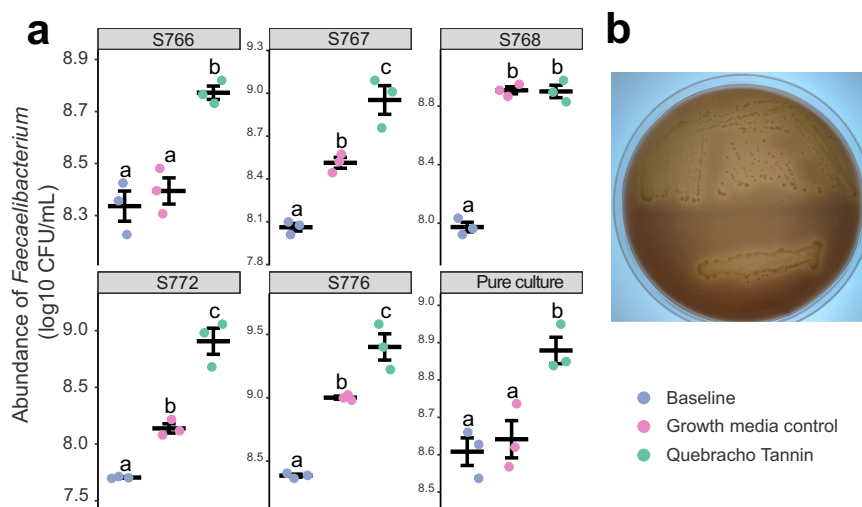 a
b
S766
S767
S768
Abundance of Faecaelibacterium
(log10 CFU/mL)
8.9
8.7
8.5
8.3
a
a
b
9.3
9.0
8.7
8.4
8.1
7.8
a
b
c
8.8
8.4
8.0
a
b
b
S772
S776
Pure culture
9.0
8.5
8.0
7.5
a
b
c
9.5
9.0
8.5
a
b
c
9.0
8.9
8.8
8.7
8.6
8.5
a
a
b
Baseline
Growth media control
Quebracho Tannin